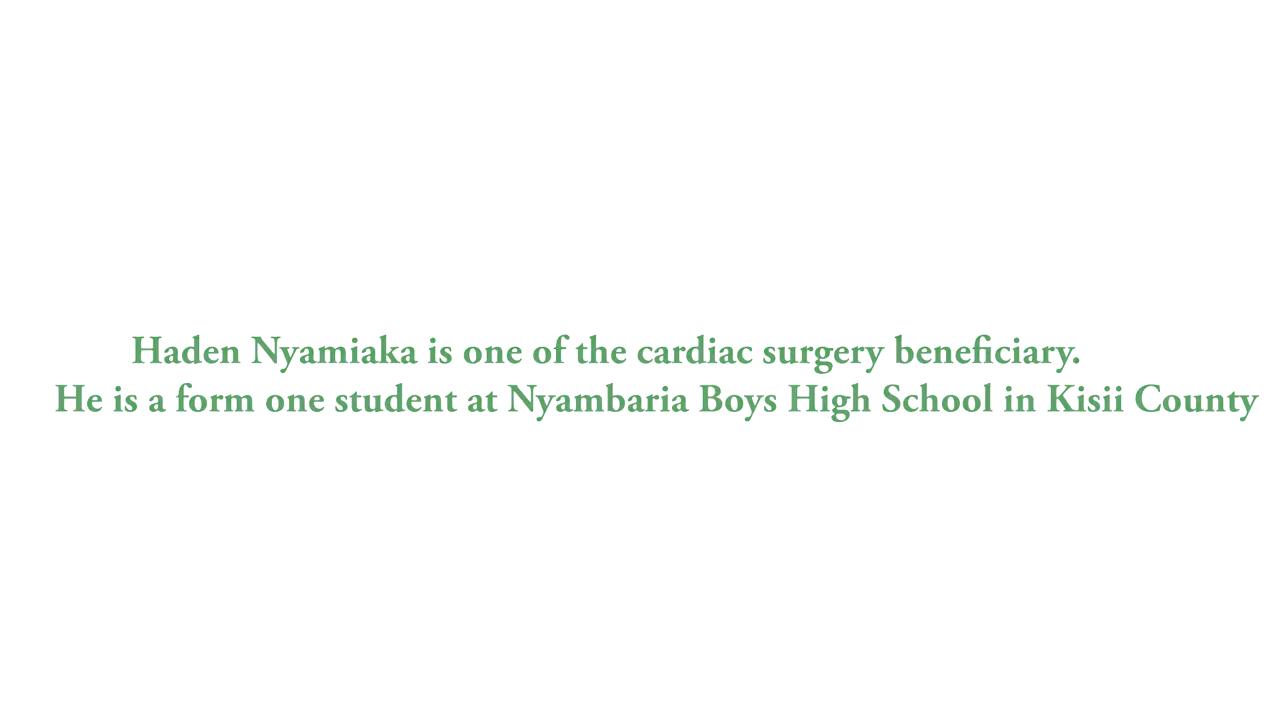 Haden Nyamiaka is one of the cardiac surgery beneficiary.
He is a form one student at Nyambaria Boys High School in Kisii County